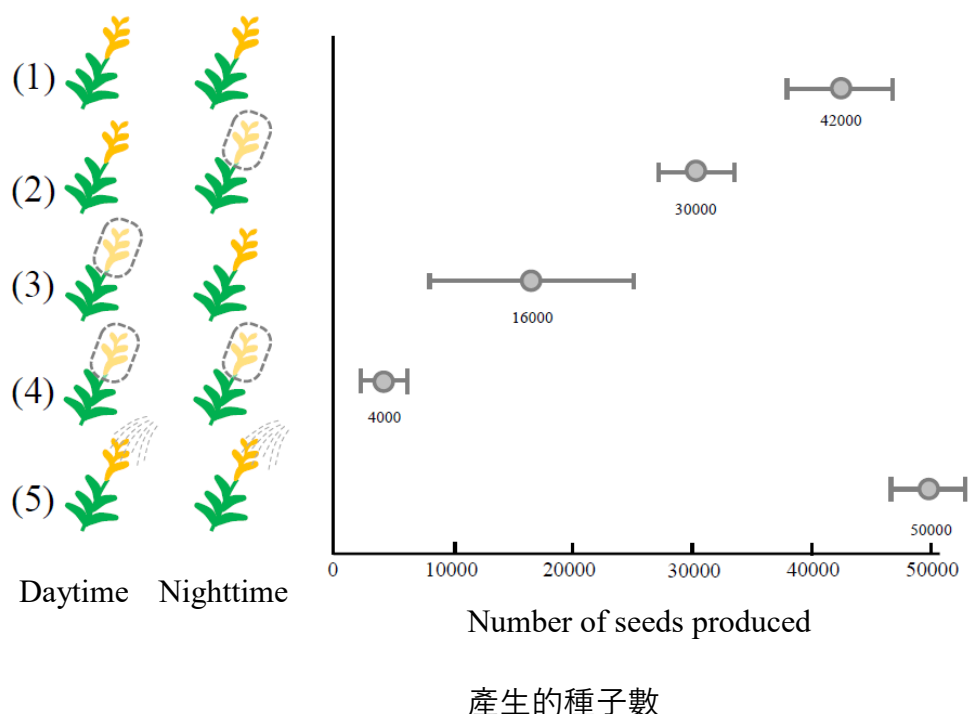 (1)
42000
(2)
30000
(3)
16000
(4)
4000
(5)
50000
0 10000 20000 30000 40000 50000
Daytime Nighttime
Number of seeds produced
產生的種子數